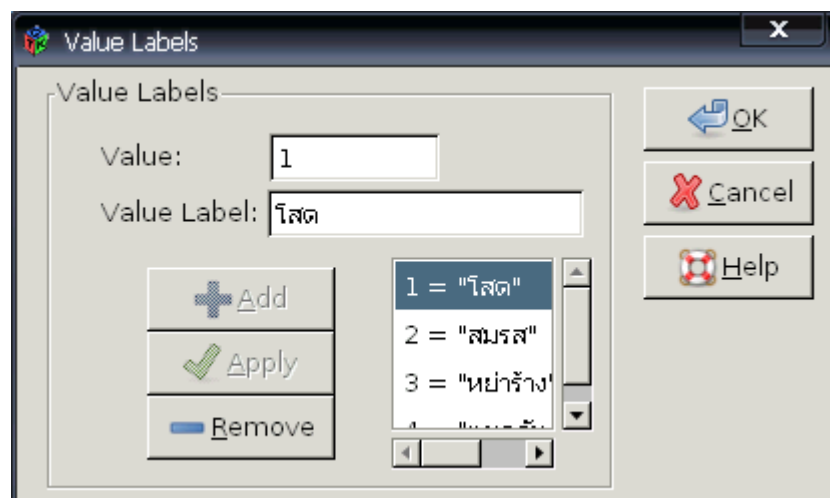 Value Labels
Value Labels
OK
Value:
1
Cancel
Value Label:
โสด
Help
Add
1 = "โสด"
2 = "สมรส"
Apply
3 = "หย่าร้าง"
Remove